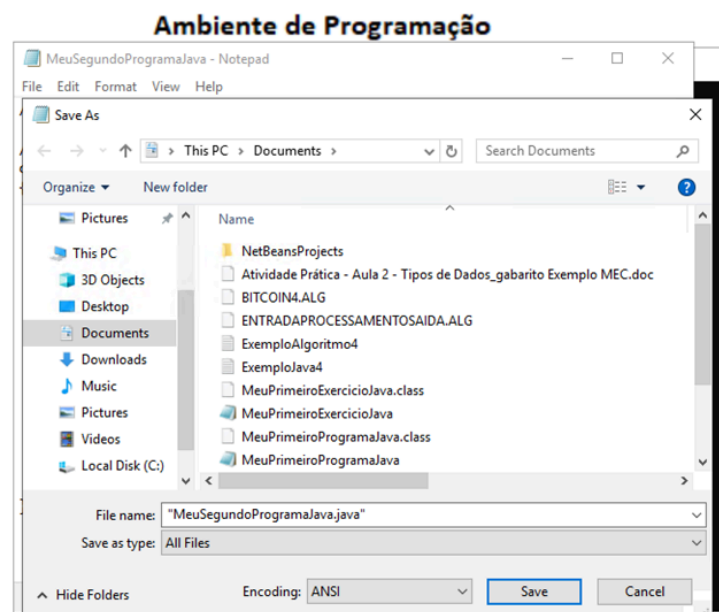 Ambiente de Programação
MeuSegundoProgramaJava - Notepad
File Edit Format View Help
Save As
This PC > Documents >
Search Documents
Organize New folder
Pictures
This PC
3D Objects
Desktop
Documents
Downloads
Music
Pictures
Videos
Local Disk (C:)
Name
NetBeansProjects
Atividade Prática - Aula 2 - Tipos de Dados_gabarito Exemplo MEC.doc
BITCOIN4.ALG
ENTRADAPROCESSAMENTOSAIDA.ALG
ExemploAlgoritmo4
ExemploJava4
MeuPrimeiroExercicioJava.class
MeuPrimeiroExercicioJava
MeuPrimeiroProgramaJava.class
MeuPrimeiroProgramaJava
File name: "MeuSegundoProgramaJava.java"
Save as type: All Files
Hide Folders
Encoding: ANSI
Save
Cancel